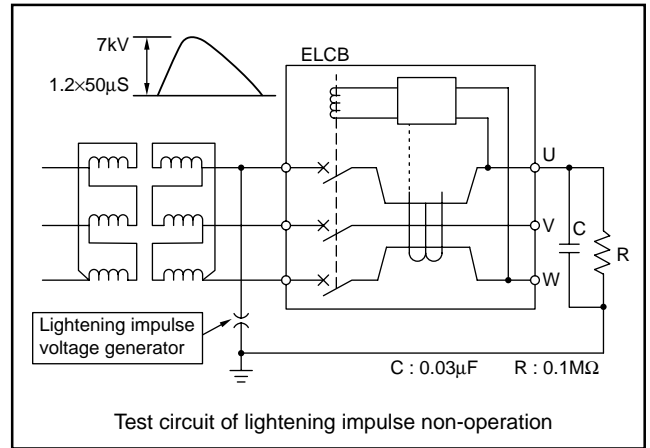 7kV
1.2×50μS
ELCB
U
V
C
R
W
Lightening impulse
voltage generator
C : 0.03μF R : 0.1MΩ
Test circuit of lightening impulse non-operation